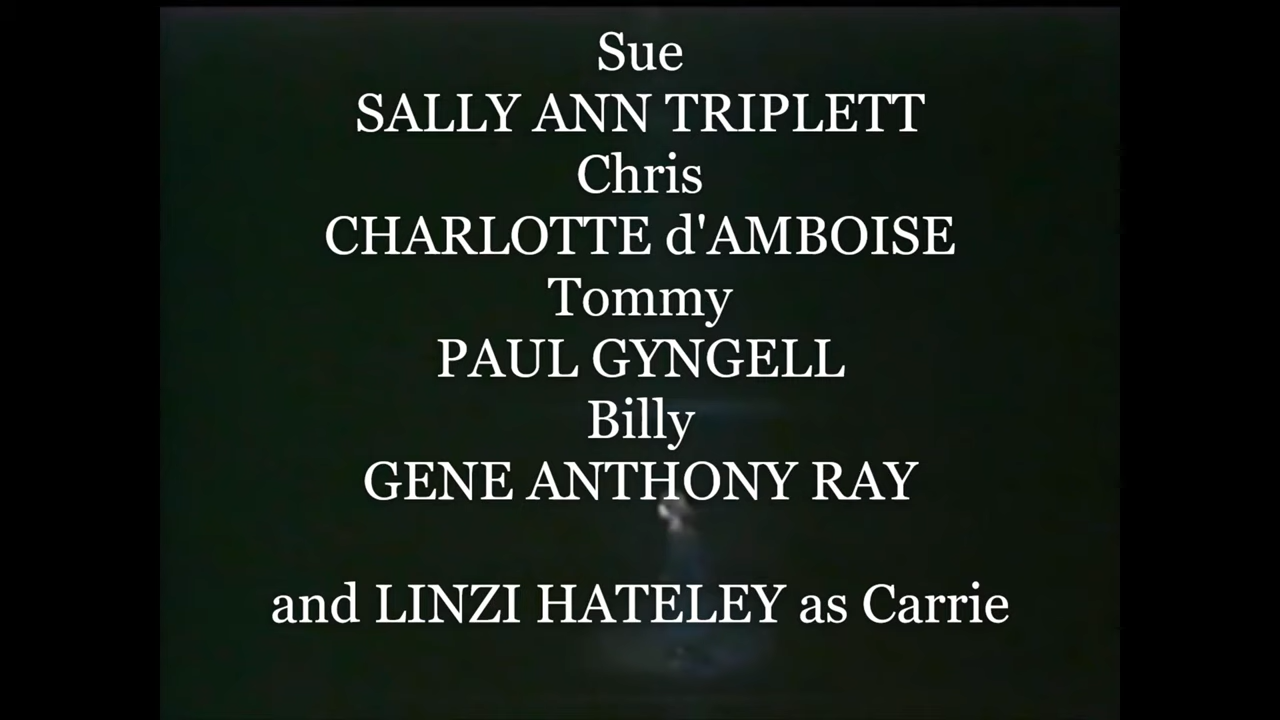 Sue
SALLY ANN TRIPLETT
Chris
CHARLOTTE d'AMBOISE
Tommy
PAUL GYNGELL
Billy
GENE ANTHONY RAY
and LINZI HATELEY as Carrie